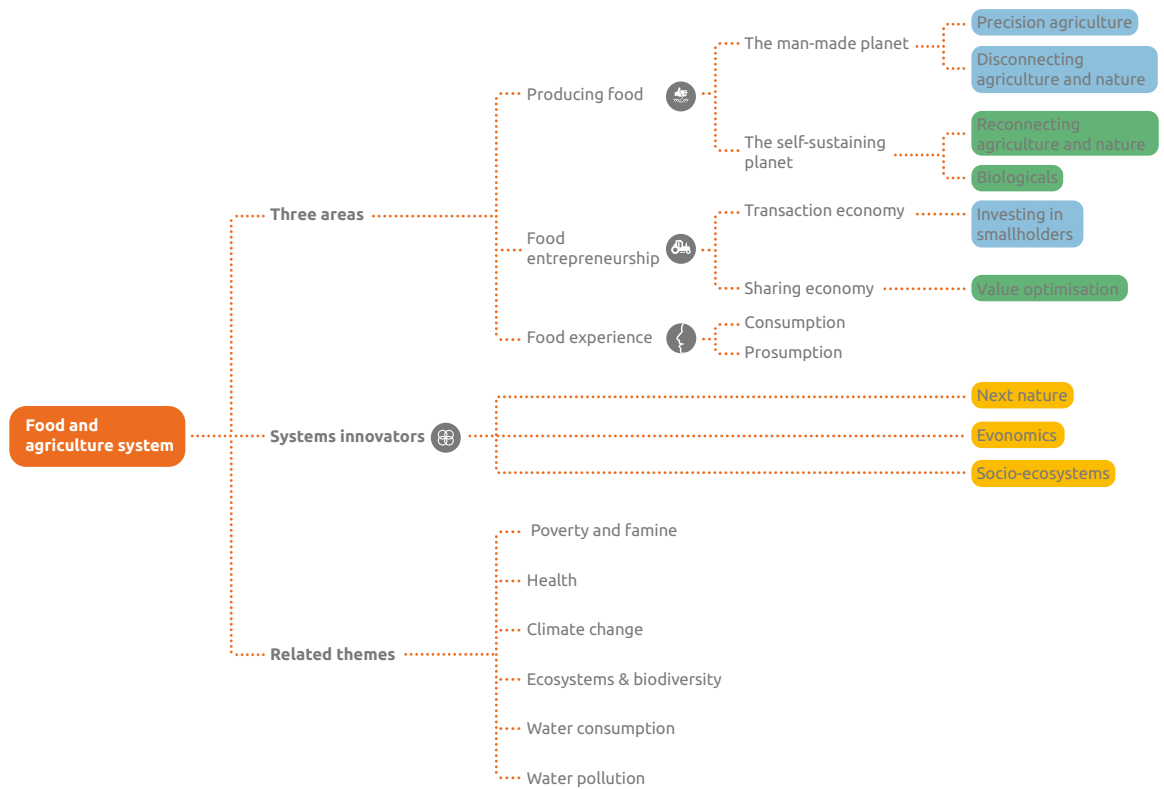 Precision agriculture
The man-made planet
Disconnecting
agriculture and nature
Producing food
Reconnecting
agriculture and nature
The self-sustaining
planet
Biologicals
Three areas
Transaction economy
Investing in
smallholders
Food
entrepreneurship
Sharing economy
Value optimisation
Consumption
Food experience
Prosumption
Next nature
Food and
agriculture system
Systems innovators
Evonomics
Socio-ecosystems
Poverty and famine
Health
Climate change
Related themes
Ecosystems & biodiversity
Water consumption
Water pollution